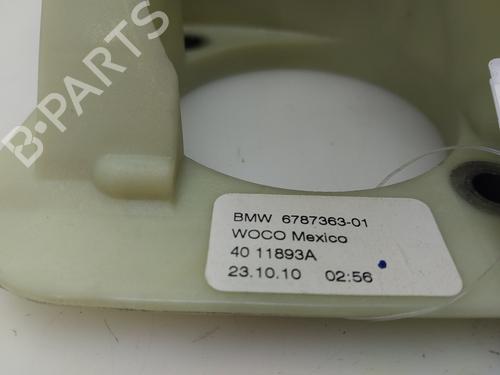 B-PARTS
BMW 6787363-01
WOCO Mexico
40 11893A
23.10.10 02:56